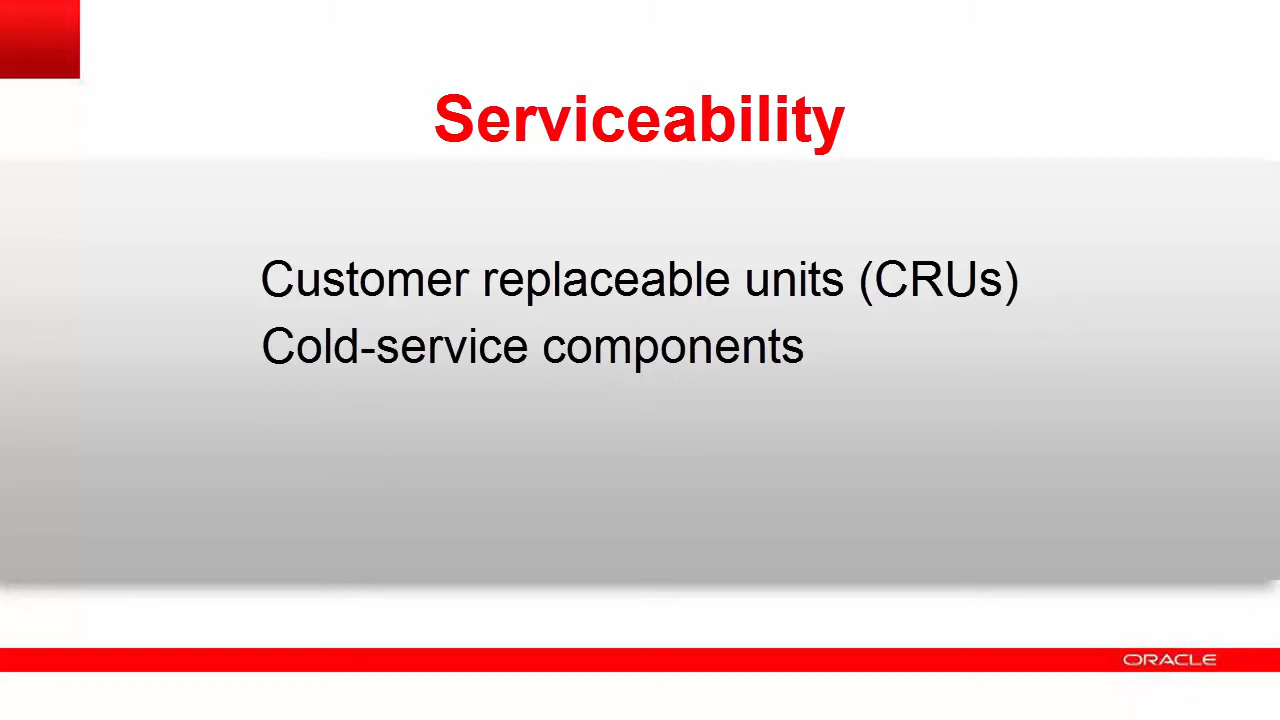 Serviceability
Customer replaceable units (CRUs)
Cold-service components
ORACLE